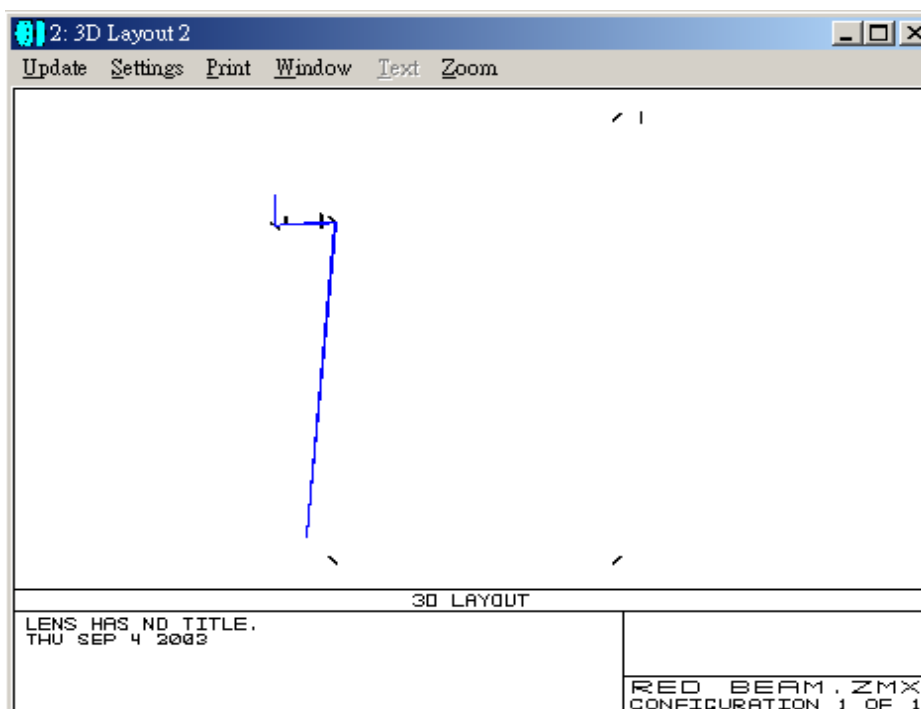 2: 3D Layout 2
Update Settings Print Window Text Zoom
3D LAYOUT
LENS HAS NO TITLE.
THU SEP 4 2003
RED BEAM.ZMX
CONFIGURATION 1 OF 1